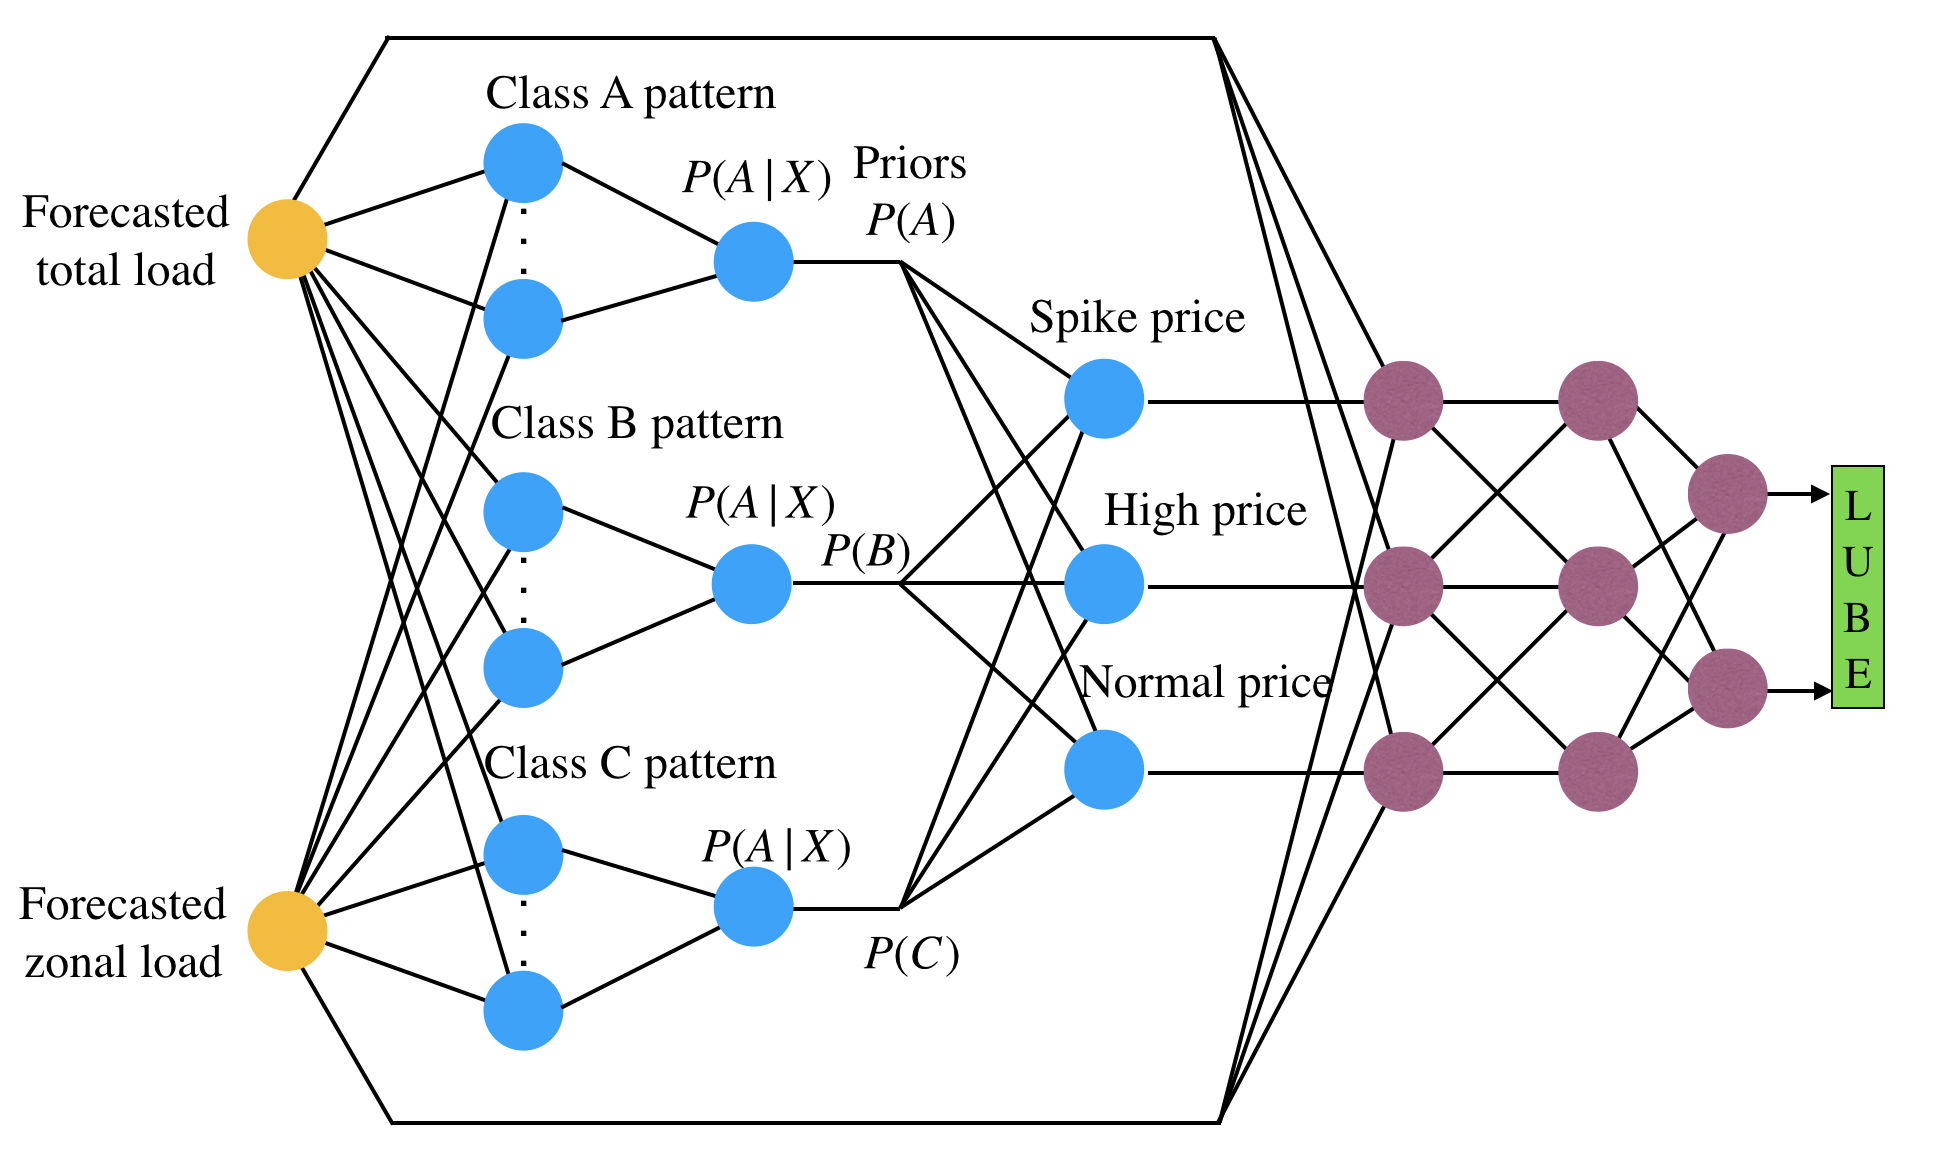 Class A pattern
P(A|X)
Priors
P(A)
Forecasted
total load
Spike price
Class B pattern
P(A|X)
P(B)
High price
L
U
B
E
Normal price
Class C pattern
P(A|X)
Forecasted
zonal load
P(C)